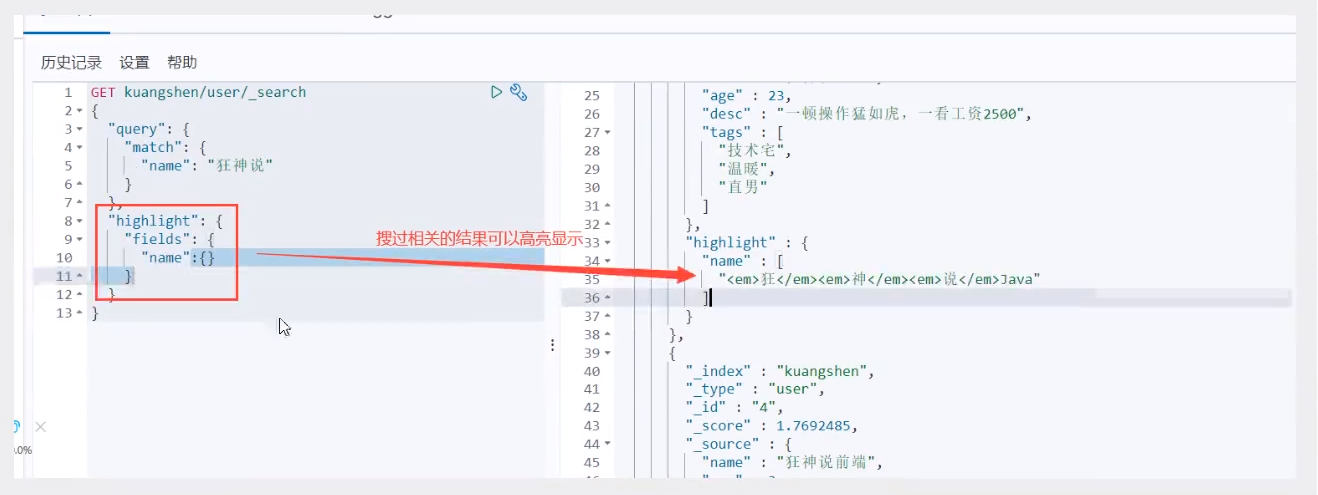 历史记录 设置 帮助
1 GET kuangshen/user/_search
2 {
3 "query": {
4 "match": {
5 "name": "狂神说"
6 }
7 },
8 "highlight": {
9 "fields": {
10 "name":{}
11 }
12 }
13 }
搜过相关的结果可以高亮显示
25 "age" : 23,
26 "desc" : "一顿操作猛如虎，一看工资2500",
27 "tags" : [
28 "技术宅",
29 "温暖",
30 "直男"
31 ]
32 },
33 "highlight" : {
34 "name" : [
35 "<em>狂</em><em>神</em><em>说</em>Java"
36 ]
37 }
38 },
39 {
40 "_index" : "kuangshen",
41 "_type" : "user",
42 "_id" : "4",
43 "_score" : 1.7692485,
44 "_source" : {
45 "name" : "狂神说前端",